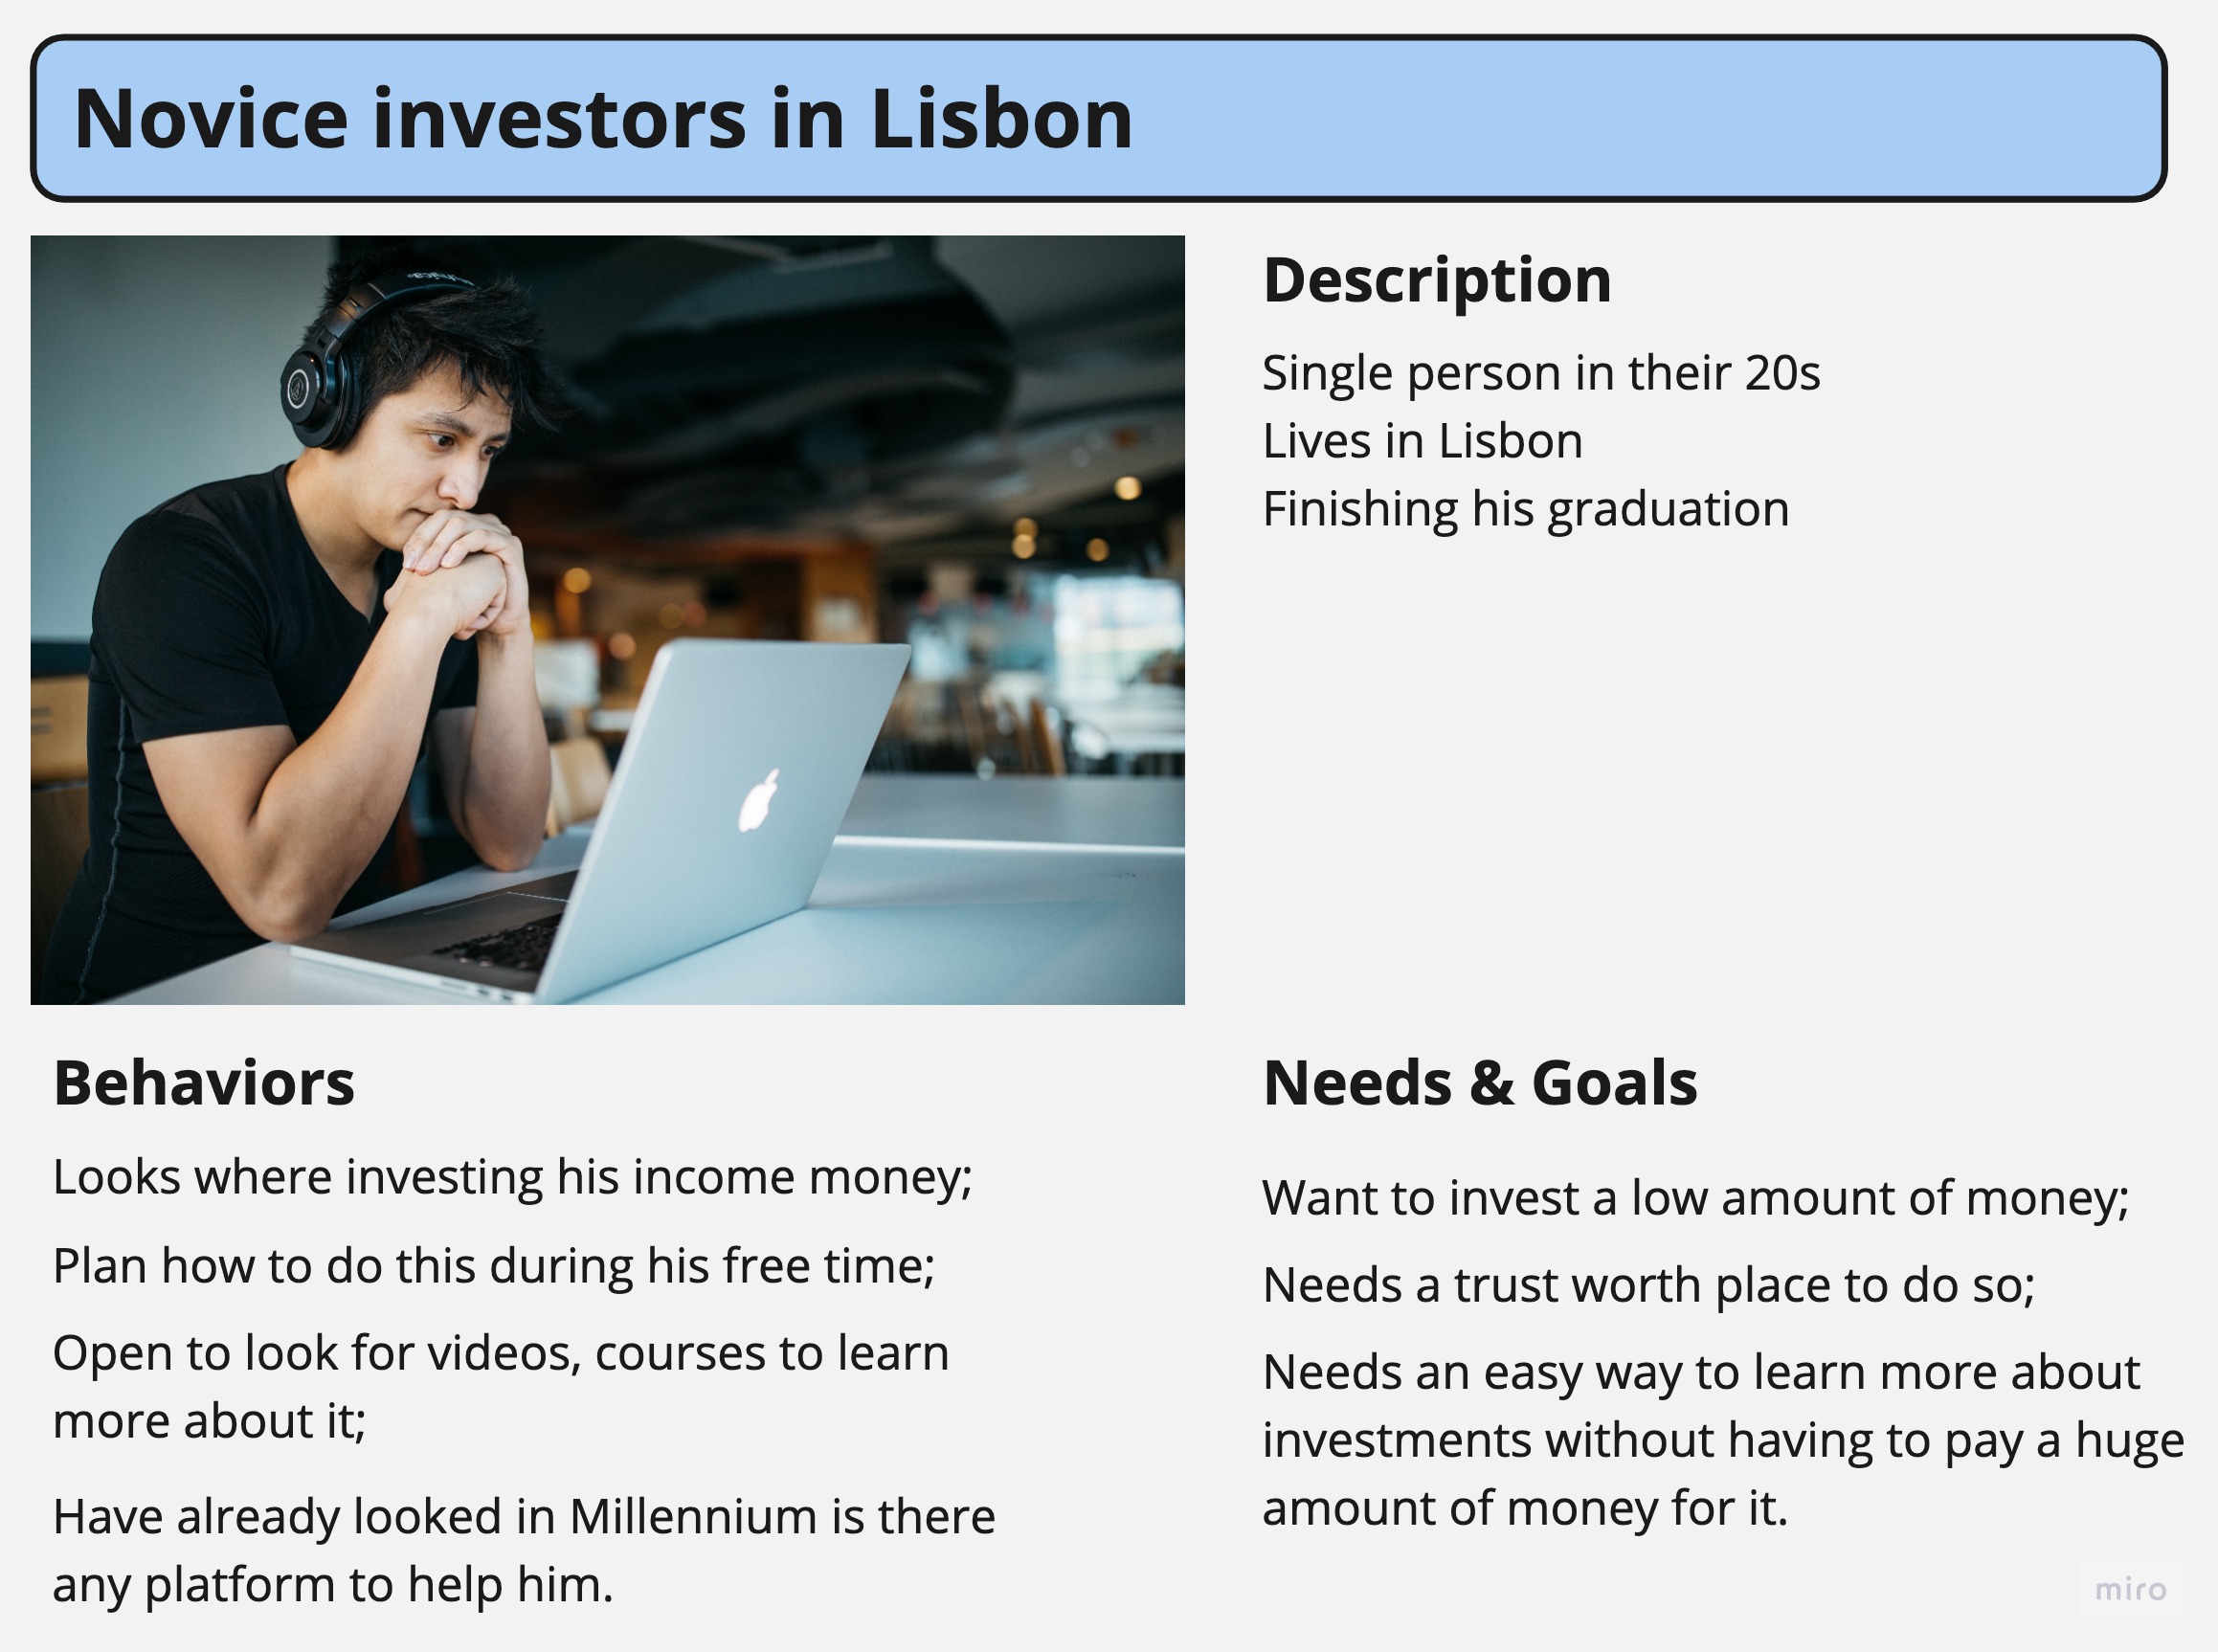 Novice investors in Lisbon
Description
Single person in their 20s
Lives in Lisbon
Finishing his graduation
Behaviors
Looks where investing his income money;
Plan how to do this during his free time;
Open to look for videos, courses to learn
more about it;
Have already looked in Millennium is there
any platform to help him.
Needs & Goals
Want to invest a low amount of money;
Needs a trust worth place to do so;
Needs an easy way to learn more about
investments without having to pay a huge
amount of money for it.
miro